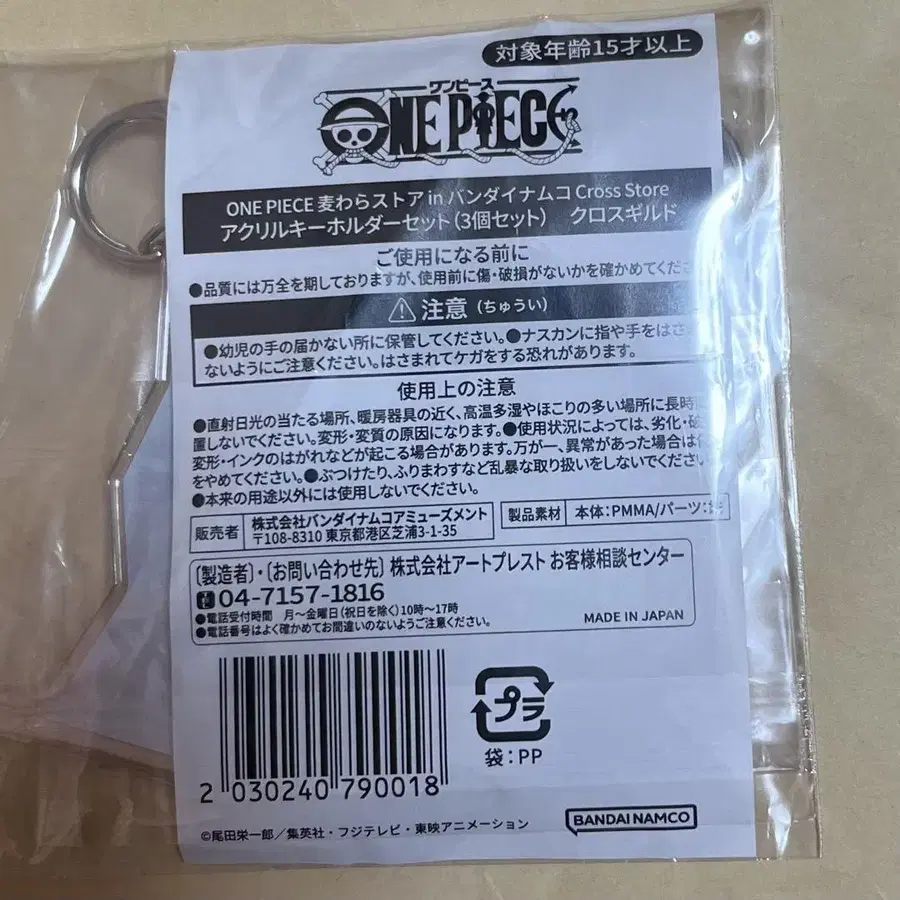 対象年齢15才以上
ワンピース
ONE PIECE
ONE PIECE 麦わらストア in バンダイナムコ Cross Store
アクリルキーホルダーセット(3個セット) クロスギルド
ご使用になる前に
●品質には万全を期しておりますが、使用前に傷・破損がないかを確かめてくださ
⚠注意(ちゅうい)
●幼児の手の届かない所に保管してください。●ナスカンに指や手をはさ
ないようにご注意ください。はさまれてケガをする恐れがあります。
使用上の注意
●直射日光の当たる場所、暖房器具の近く、高温多湿やほこりの多い場所に長時
置しないでください。変形・変質の原因になります。●使用状況によっては、劣化・破
変形・インクのはがれなどが起こる場合があります。万が一、異常があった場合は
をやめてください。●ぶつけたり、ふりまわすなど乱暴な取り扱いをしないでください
●本来の用途以外には使用しないでください。
販売者 株式会社バンダイナムコアミューズメント
〒108-8310 東京都港区芝浦3-1-35
製品素材 本体:PMMA/パーツ:
〔製造者〕・〔お問い合わせ先〕株式会社アートプレスト お客様相談センター
04-7157-1816
●電話受付時間 月~金曜日(祝日を除く)10時~17時
●電話番号はよく確かめてお間違いのないようご注意ください。
MADE IN JAPAN
プラ
袋:PP
2 030240 790018
©尾田栄一郎/集英社・フジテレビ・東映アニメーション
BANDAI NAMCO